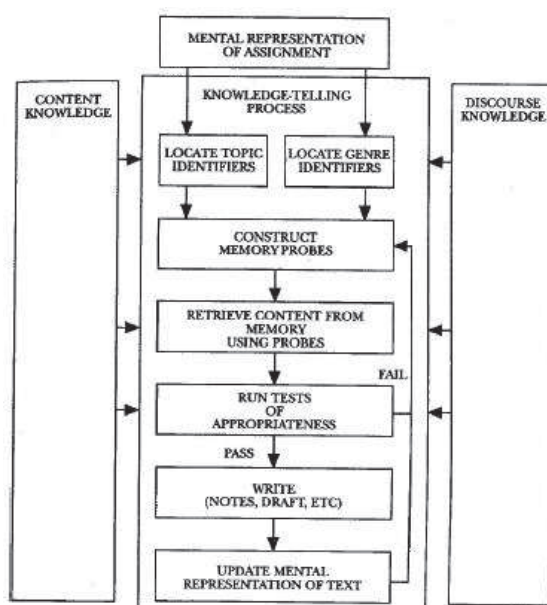 MENTAL REPRESENTATION
OF ASSIGNMENT
CONTENT
KNOWLEDGE
KNOWLEDGE-TELLING
PROCESS
DISCOURSE
KNOWLEDGE
LOCATE TOPIC
IDENTIFIERS
LOCATE GENRE
IDENTIFIERS
CONSTRUCT
MEMORY PROBES
RETRIEVE CONTENT FROM
MEMORY
USING PROBES
FAIL
RUN TESTS
OF
APPROPRIATENESS
PASS
WRITE
(NOTES, DRAFT, ETC)
UPDATE MENTAL
REPRESENTATION OF TEXT